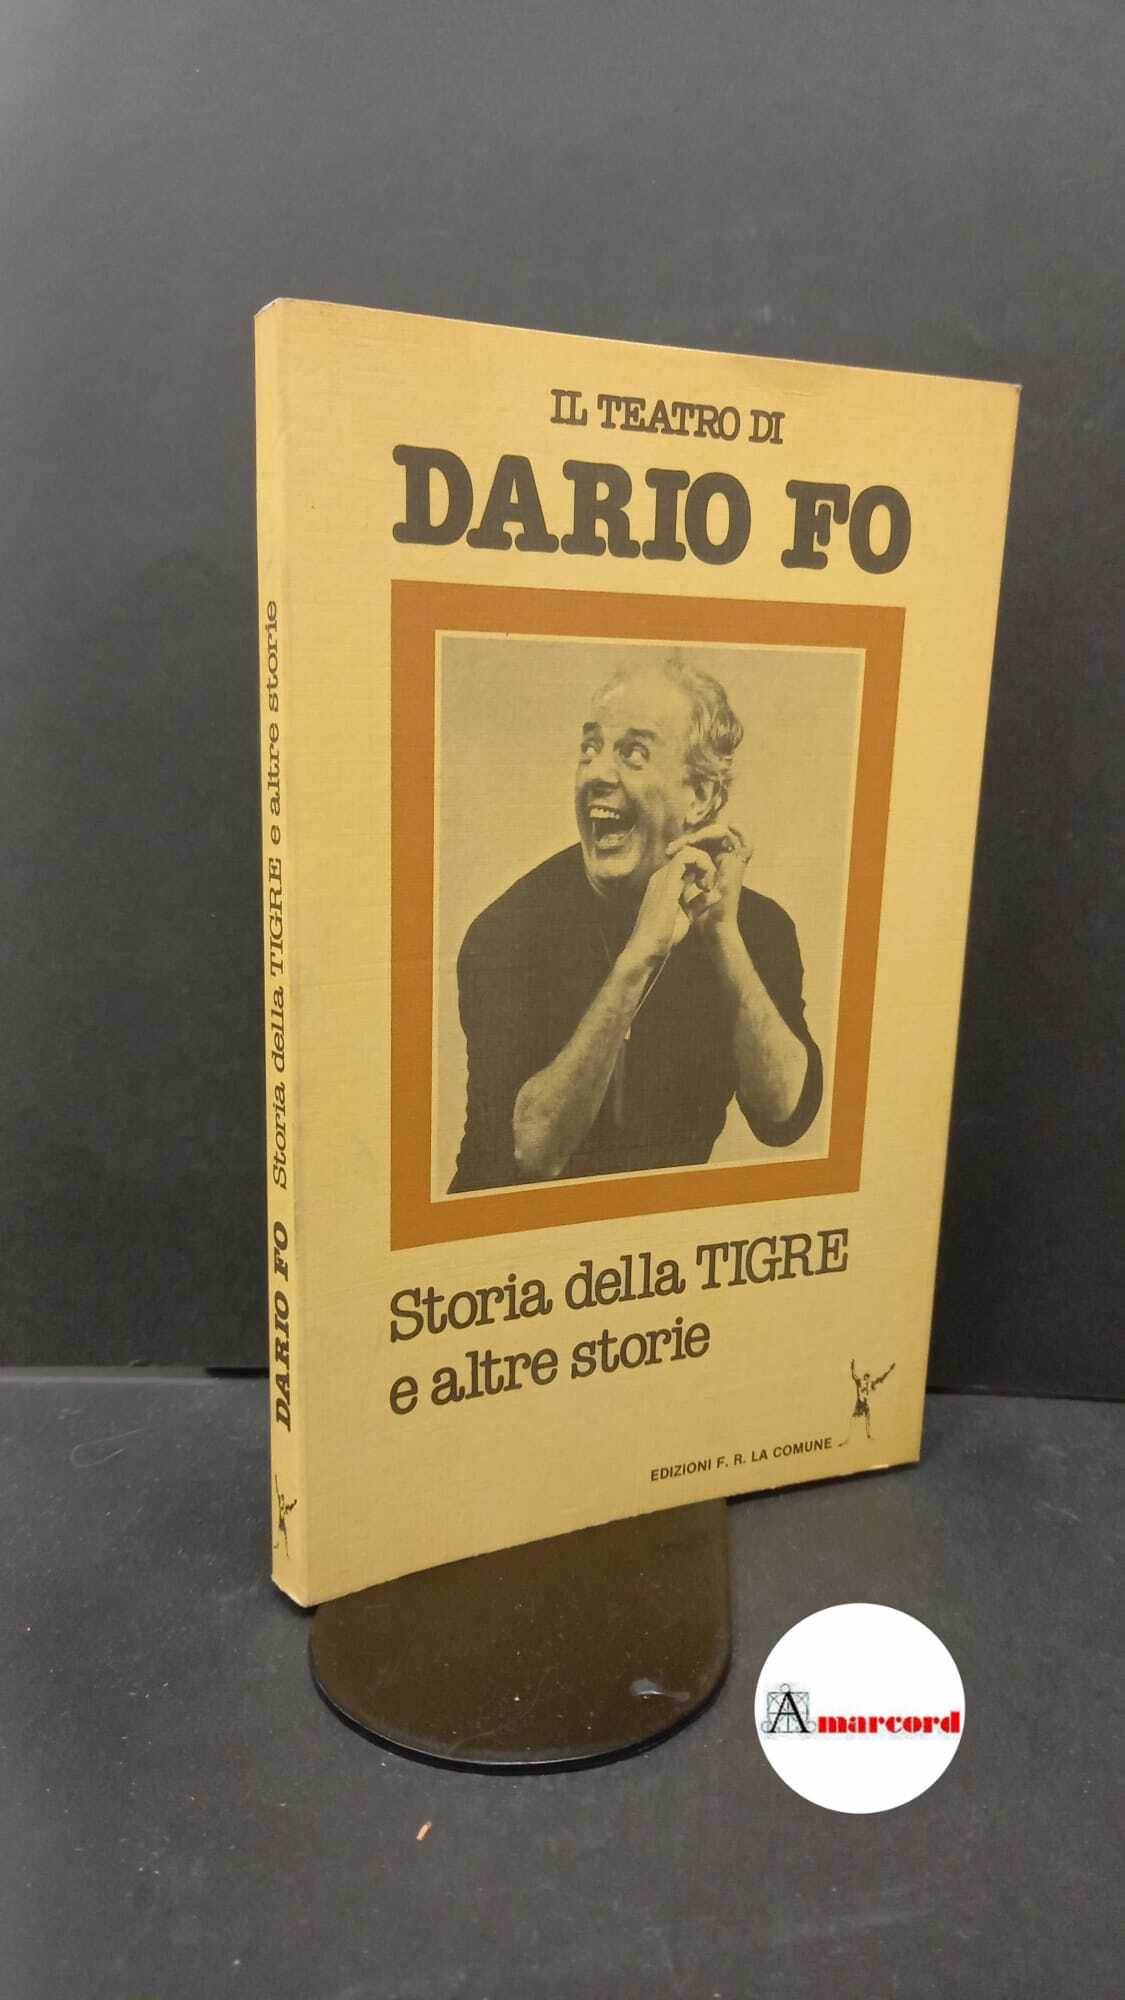 IL TEATRO DI
DARIO FO
Storia della TIGRE
e altre storie
EDIZIONI F. R. LA COMUNE
DARIO FO Storia della TIGRE e altre storie
Amarcord